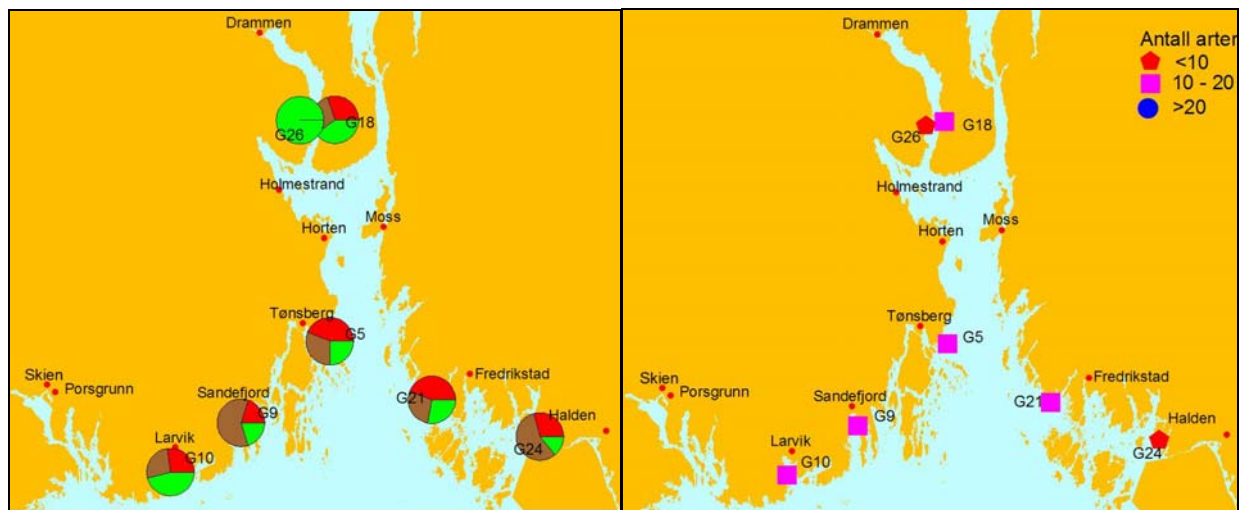 Drammen
G26
G18
Holmestrand
Moss
Horten
Tønsberg
G5
Skien
Porsgrunn
Sandefjord
G9
Larvik
G10
G21
Fredrikstad
Halden
G24
Drammen
Antall arter
<10
10 - 20
>20
G26
G18
Holmestrand
Moss
Horten
Tønsberg
G5
Skien
Porsgrunn
Sandefjord
G9
Larvik
G10
G21
Fredrikstad
Halden
G24